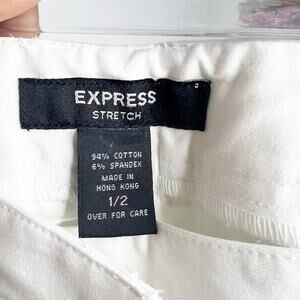 EXPRESS
STRETCH
94% COTTON
6% SPANDEX
MADE IN
HONG KONG
1/2
OVER FOR CARE